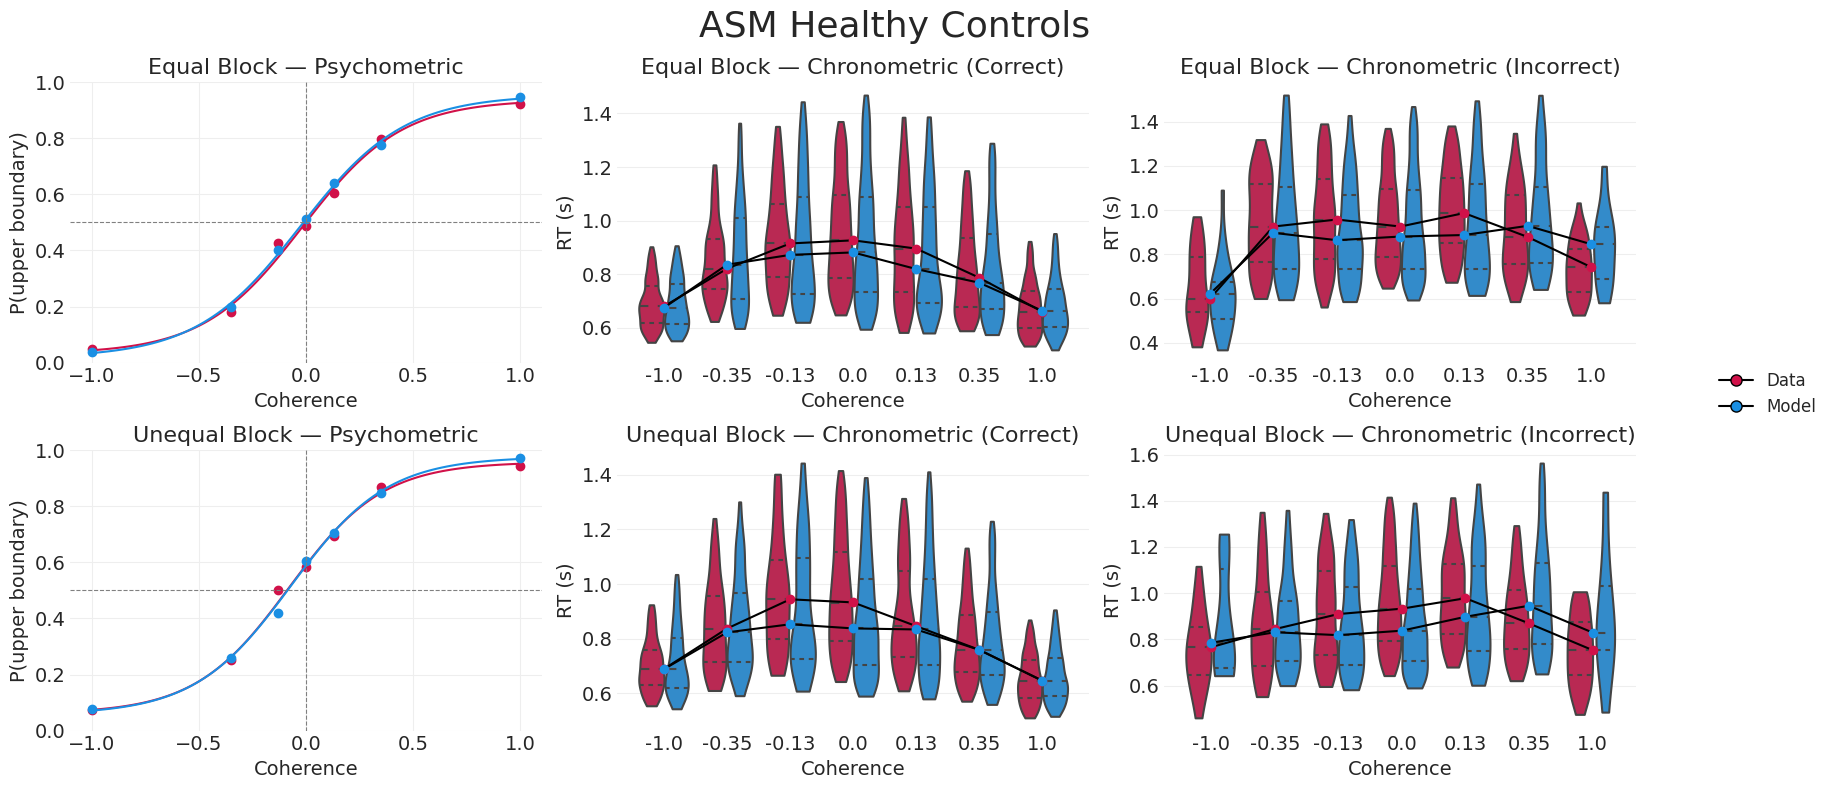 ASM Healthy Controls
Equal Block — Psychometric
P(upper boundary)
1.0
0.8
0.6
0.4
0.2
0.0
−1.0 −0.5 0.0 0.5 1.0
Coherence
Equal Block — Chronometric (Correct)
RT (s)
1.4
1.2
1.0
0.8
0.6
-1.0 -0.35 -0.13 0.0 0.13 0.35 1.0
Coherence
Equal Block — Chronometric (Incorrect)
RT (s)
1.4
1.2
1.0
0.8
0.6
0.4
-1.0 -0.35 -0.13 0.0 0.13 0.35 1.0
Coherence
Data
Model
Unequal Block — Psychometric
P(upper boundary)
1.0
0.8
0.6
0.4
0.2
0.0
−1.0 −0.5 0.0 0.5 1.0
Coherence
Unequal Block — Chronometric (Correct)
RT (s)
1.4
1.2
1.0
0.8
0.6
-1.0 -0.35 -0.13 0.0 0.13 0.35 1.0
Coherence
Unequal Block — Chronometric (Incorrect)
RT (s)
1.6
1.4
1.2
1.0
0.8
0.6
-1.0 -0.35 -0.13 0.0 0.13 0.35 1.0
Coherence